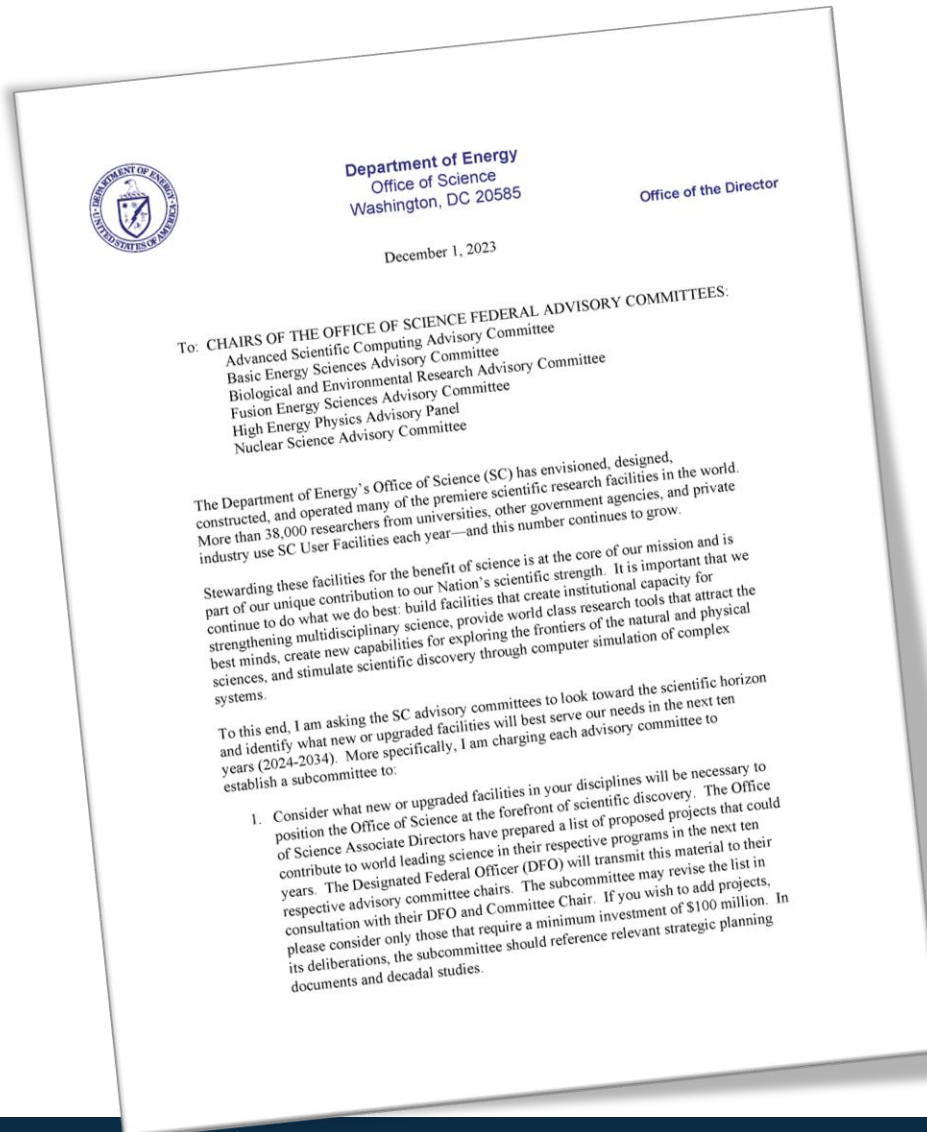 DEPARTMENT OF ENERGY
UNITED STATES OF AMERICA
Department of Energy
Office of Science
Washington, DC 20585
Office of the Director
December 1, 2023
To: CHAIRS OF THE OFFICE OF SCIENCE FEDERAL ADVISORY COMMITTEES:
Advanced Scientific Computing Advisory Committee
Basic Energy Sciences Advisory Committee
Biological and Environmental Research Advisory Committee
Fusion Energy Sciences Advisory Committee
High Energy Physics Advisory Panel
Nuclear Science Advisory Committee
The Department of Energy’s Office of Science (SC) has envisioned, designed,
constructed, and operated many of the premiere scientific research facilities in the world.
More than 38,000 researchers from universities, other government agencies, and private
industry use SC User Facilities each year—and this number continues to grow.
Stewarding these facilities for the benefit of science is at the core of our mission and is
part of our unique contribution to our Nation’s scientific strength. It is important that we
continue to do what we do best: build facilities that create institutional capacity for
strengthening multidisciplinary science, provide world class research tools that attract the
best minds, create new capabilities for exploring the frontiers of the natural and physical
sciences, and stimulate scientific discovery through computer simulation of complex
systems.
To this end, I am asking the SC advisory committees to look toward the scientific horizon
and identify what new or upgraded facilities will best serve our needs in the next ten
years (2024-2034). More specifically, I am charging each advisory committee to
establish a subcommittee to:
1. Consider what new or upgraded facilities in your disciplines will be necessary to
position the Office of Science at the forefront of scientific discovery. The Office
of Science Associate Directors have prepared a list of proposed projects that could
contribute to world leading science in their respective programs in the next ten
years. The Designated Federal Officer (DFO) will transmit this material to their
respective advisory committee chairs. The subcommittee may revise the list in
consultation with their DFO and Committee Chair. If you wish to add projects,
please consider only those that require a minimum investment of $100 million. In
its deliberations, the subcommittee should reference relevant strategic planning
documents and decadal studies.